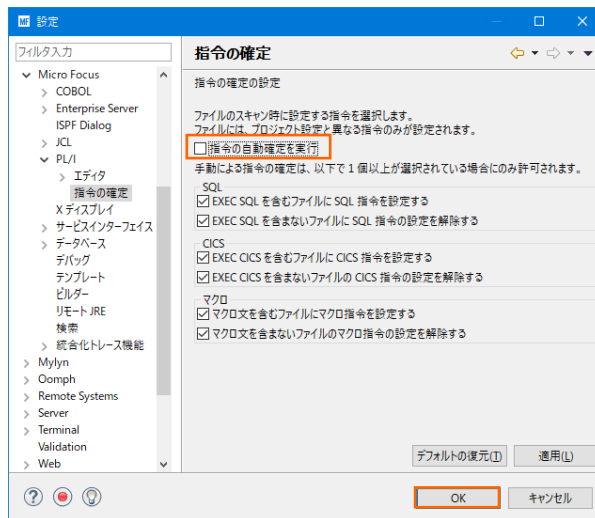 MF 設定
フィルタ入力
Micro Focus
COBOL
Enterprise Server
ISPF Dialog
JCL
PL/I
エディタ
指令の確定
X ディスプレイ
サービスインターフェイス
データベース
デバッグ
テンプレート
ビルダー
リモート JRE
検索
統合化トレース機能
Mylyn
Oomph
Remote Systems
Server
Terminal
Validation
Web
指令の確定
指令の確定の設定
ファイルのスキャン時に設定する指令を選択します。
ファイルには、プロジェクト設定と異なる指令のみが設定されます。
指令の自動確定を実行
手動による指令の確定は、以下で 1 個以上が選択されている場合にのみ許可されます。
SQL
EXEC SQL を含むファイルに SQL 指令を設定する
EXEC SQL を含まないファイルに SQL 指令の設定を解除する
CICS
EXEC CICS を含むファイルに CICS 指令を設定する
EXEC CICS を含まないファイルの CICS 指令の設定を解除する
マクロ
マクロ文を含むファイルにマクロ指令を設定する
マクロ文を含まないファイルのマクロ指令の設定を解除する
デフォルトの復元(T)
適用(L)
OK
キャンセル